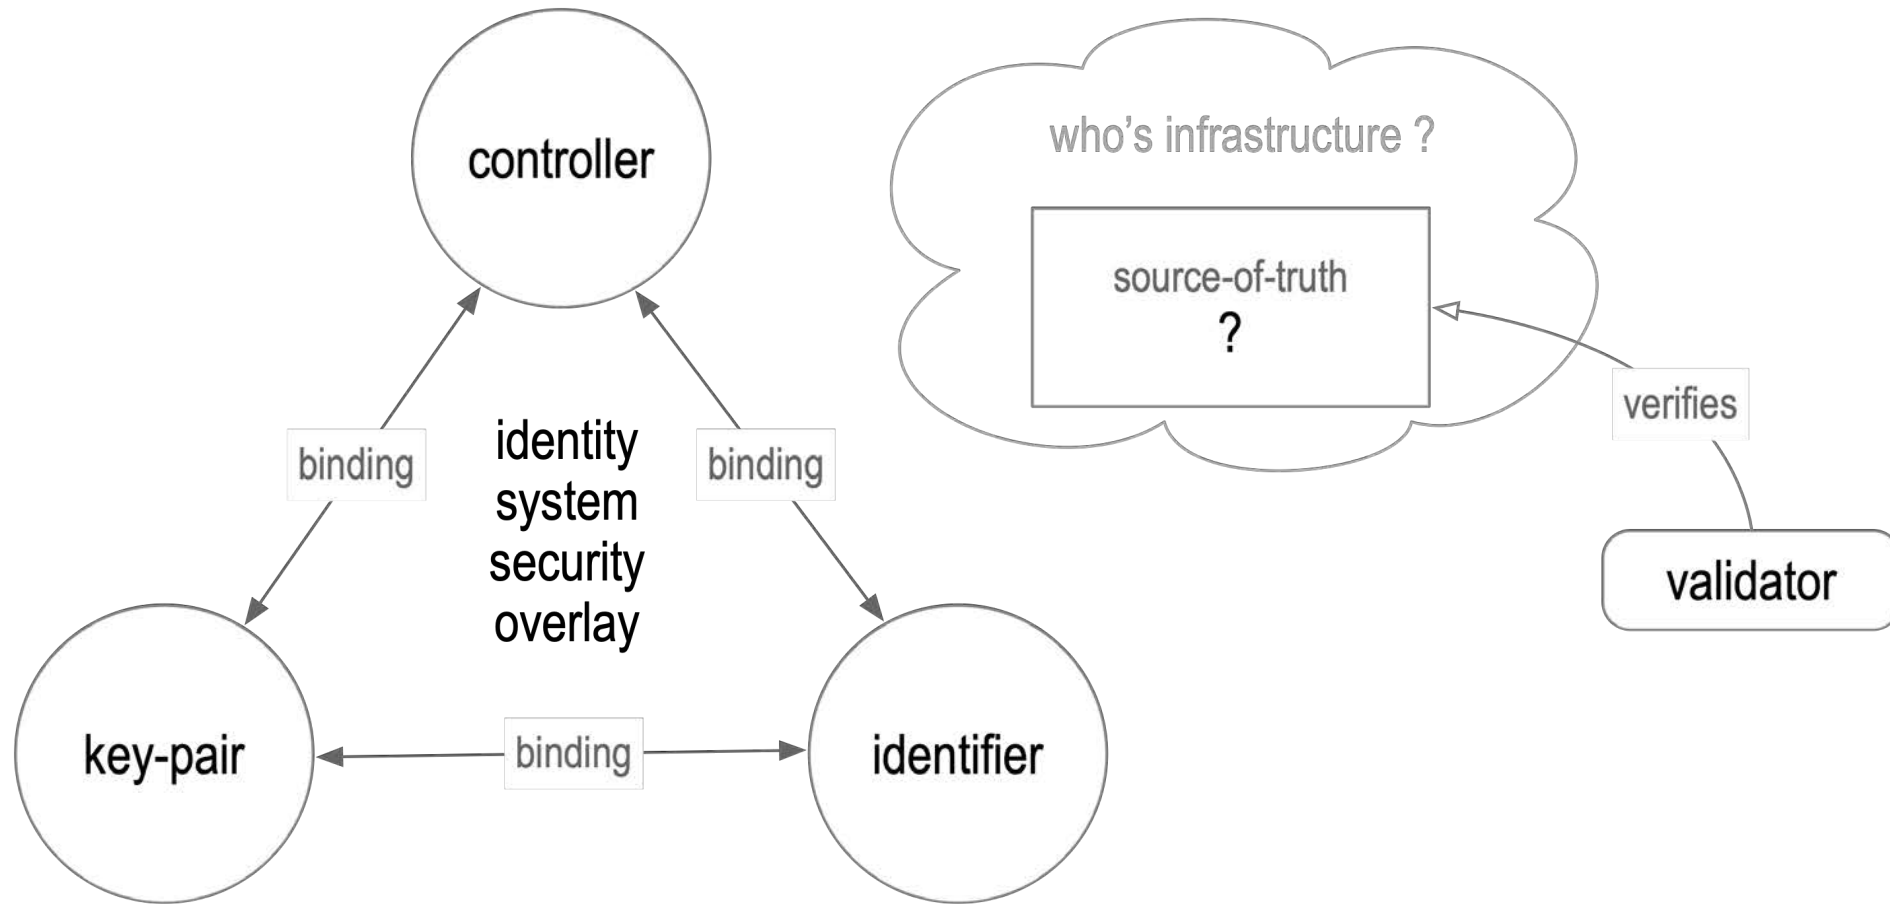 controller
who's infrastructure ?
source-of-truth
?
verifies
binding
identity
system
security
overlay
binding
validator
key-pair
binding
identifier